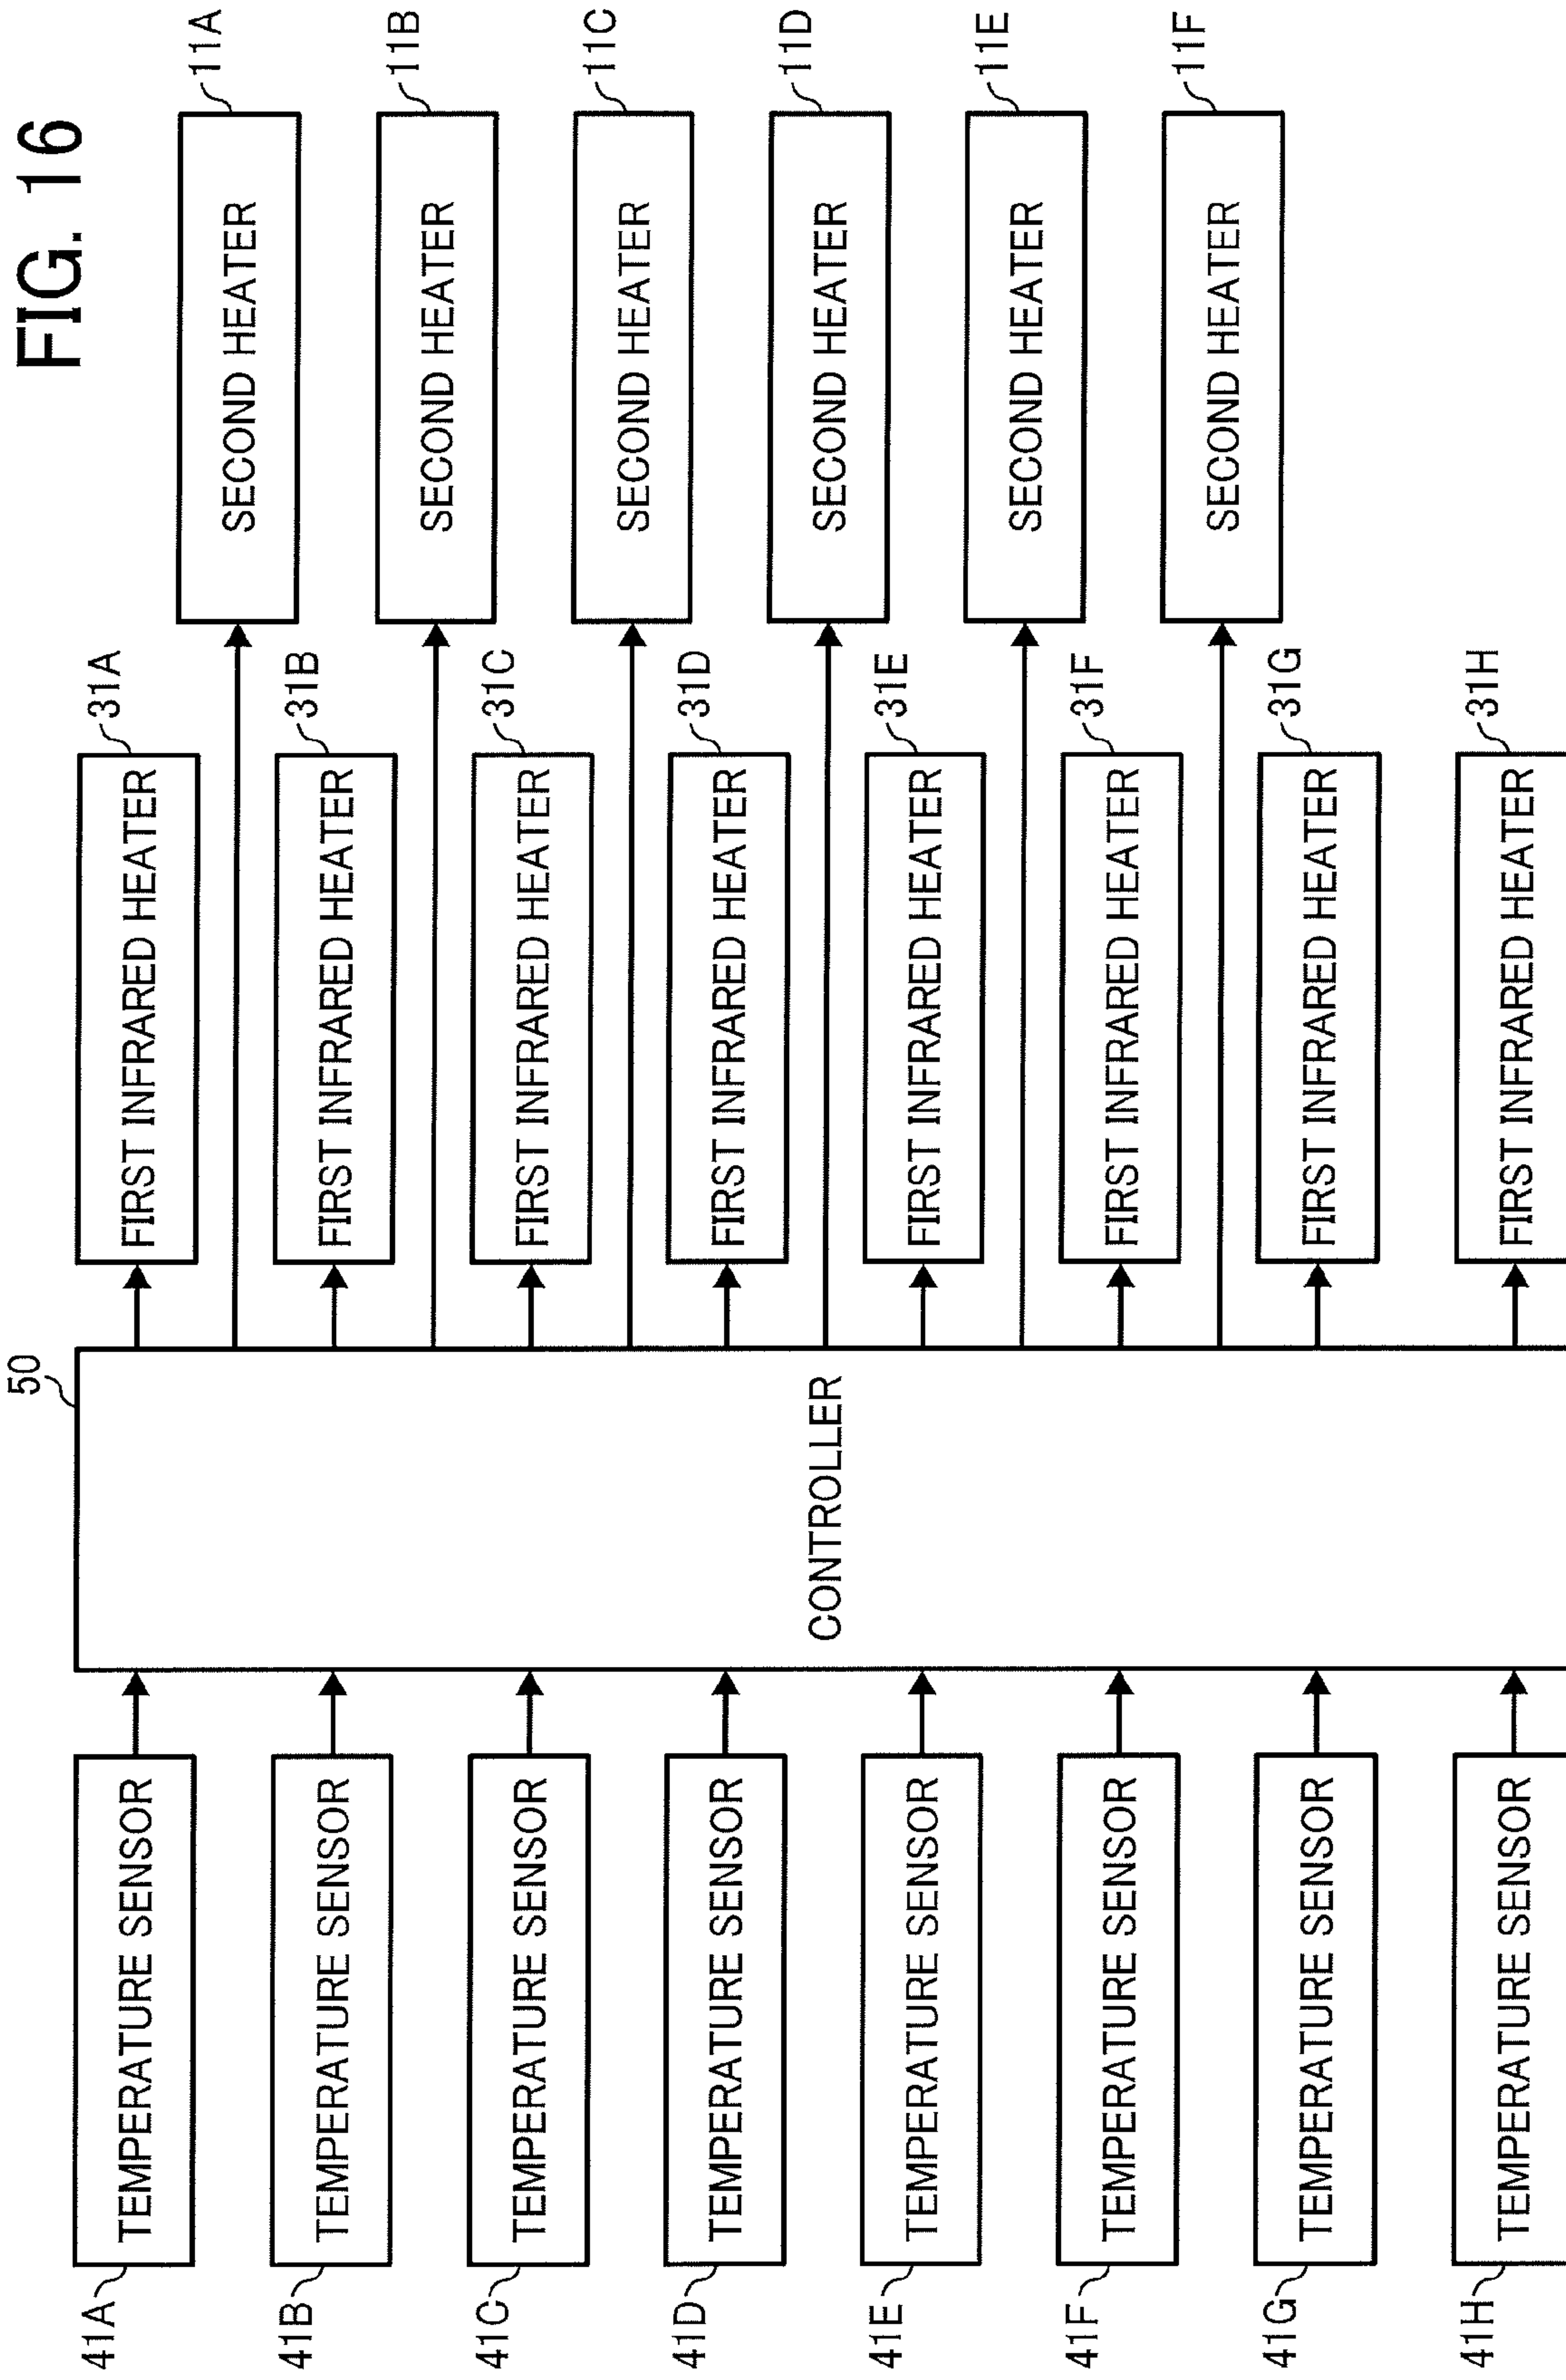 FIG. 16
50
41A
TEMPERATURE SENSOR
41B
TEMPERATURE SENSOR
41C
TEMPERATURE SENSOR
41D
TEMPERATURE SENSOR
41E
TEMPERATURE SENSOR
41F
TEMPERATURE SENSOR
41G
TEMPERATURE SENSOR
41H
TEMPERATURE SENSOR
CONTROLLER
FIRST INFRARED HEATER
31A
FIRST INFRARED HEATER
31B
FIRST INFRARED HEATER
31C
FIRST INFRARED HEATER
31D
FIRST INFRARED HEATER
31E
FIRST INFRARED HEATER
31F
FIRST INFRARED HEATER
31G
FIRST INFRARED HEATER
31H
SECOND HEATER
11A
SECOND HEATER
11B
SECOND HEATER
11C
SECOND HEATER
11D
SECOND HEATER
11E
SECOND HEATER
11F